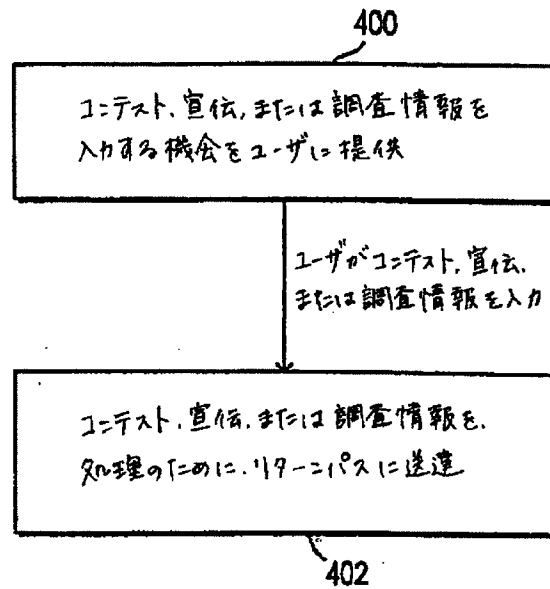 400
コンテスト、宣伝、または調査情報を
入力する機会をユーザに提供
ユーザがコンテスト、宣伝、
または調査情報を入力
コンテスト、宣伝、または調査情報を、
処理のために、リターンパスに送達
402